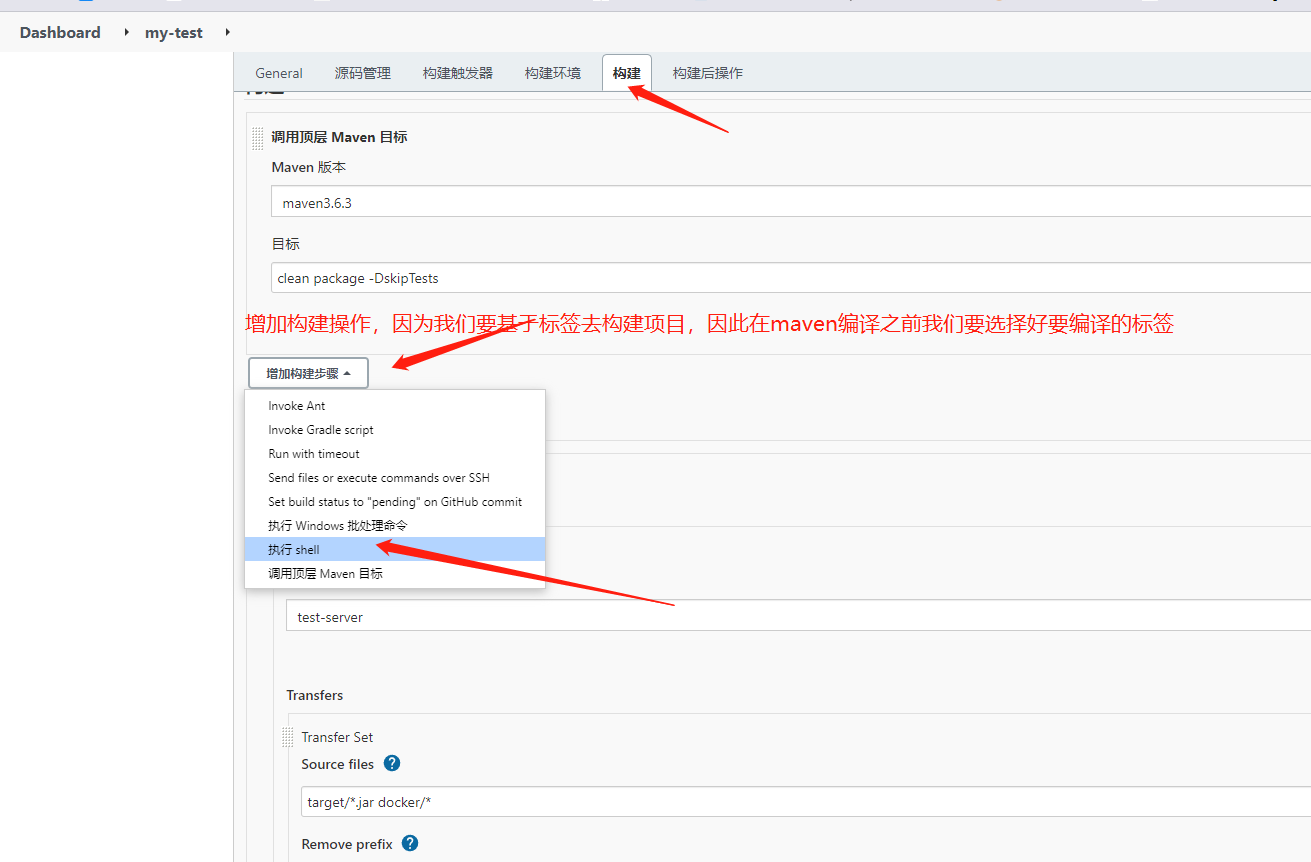 Dashboard
my-test
General
源码管理
构建触发器
构建环境
构建
构建后操作
调用顶层 Maven 目标
Maven 版本
maven3.6.3
目标
clean package -DskipTests
增加构建操作，因为我们要基于标签去构建项目，因此在maven编译之前我们要选择好要编译的标签
增加构建步骤
Invoke Ant
Invoke Gradle script
Run with timeout
Send files or execute commands over SSH
Set build status to "pending" on GitHub commit
执行 Windows 批处理命令
执行 shell
调用顶层 Maven 目标
test-server
Transfers
Transfer Set
Source files
target/*.jar docker/*
Remove prefix